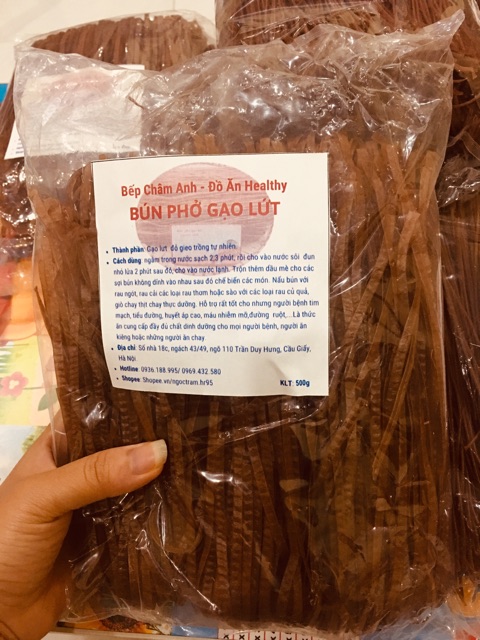 Bếp Châm Anh - Đồ Ăn Healthy
BÚN PHỞ GẠO LỨT
Thành phần: Gạo lứt đỏ gieo trồng tự nhiên.
Cách dùng: ngâm trong nước sạch 2,3 phút, rồi cho vào nước sôi đun
nhỏ lửa 2 phút sau đó, cho vào nước lạnh. Trộn thêm dầu mè cho các
sợi bún không dính vào nhau sau đó chế biến các món. Nấu bún với
rau ngót, rau cải các loại rau thơm hoặc xào với các loại rau củ quả,
giò chay thịt chay thực dưỡng. Hỗ trợ rất tốt cho nhưng người bệnh tim
mạch, tiểu đường, huyết áp cao, máu nhiễm mỡ,đường ruột,...Là thức
ăn cung cấp đầy đủ chất dinh dưỡng cho mọi người bệnh, người ăn
kiêng hoặc những người ăn chay.
Địa chỉ: Số nhà 18c, ngách 43/49, ngõ 110 Trần Duy Hưng, Cầu Giấy,
Hà Nội
Hotline: 0936.188.995/ 0969.432.580
Shopee: Shopee.vn/ngoctram.hr95 KLT: 500g